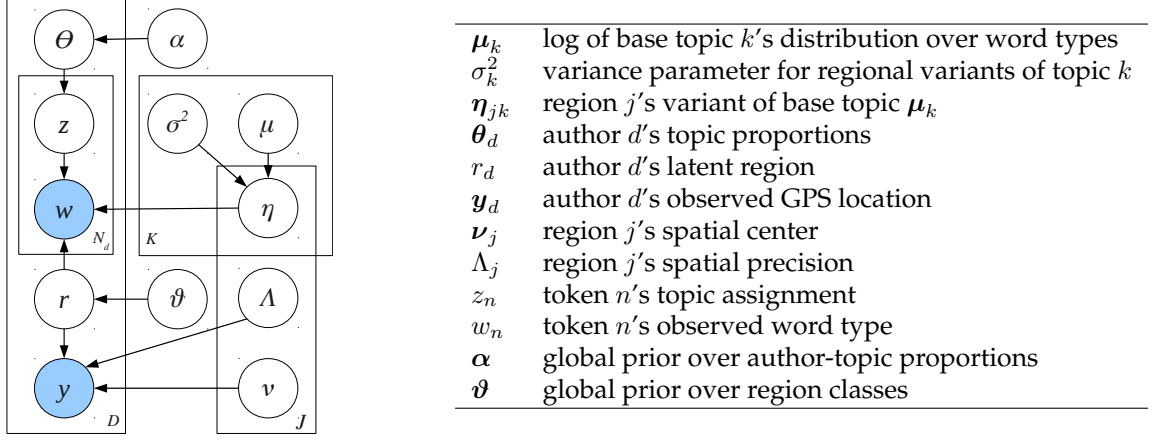 Θ α
z σ² μ
w η
N_d K
r ϑ Λ
y ν
D J
μ_k log of base topic k's distribution over word types
σ_k² variance parameter for regional variants of topic k
η_jk region j's variant of base topic μ_k
θ_d author d's topic proportions
r_d author d's latent region
y_d author d's observed GPS location
ν_j region j's spatial center
Λ_j region j's spatial precision
z_n token n's topic assignment
w_n token n's observed word type
α global prior over author-topic proportions
ϑ global prior over region classes